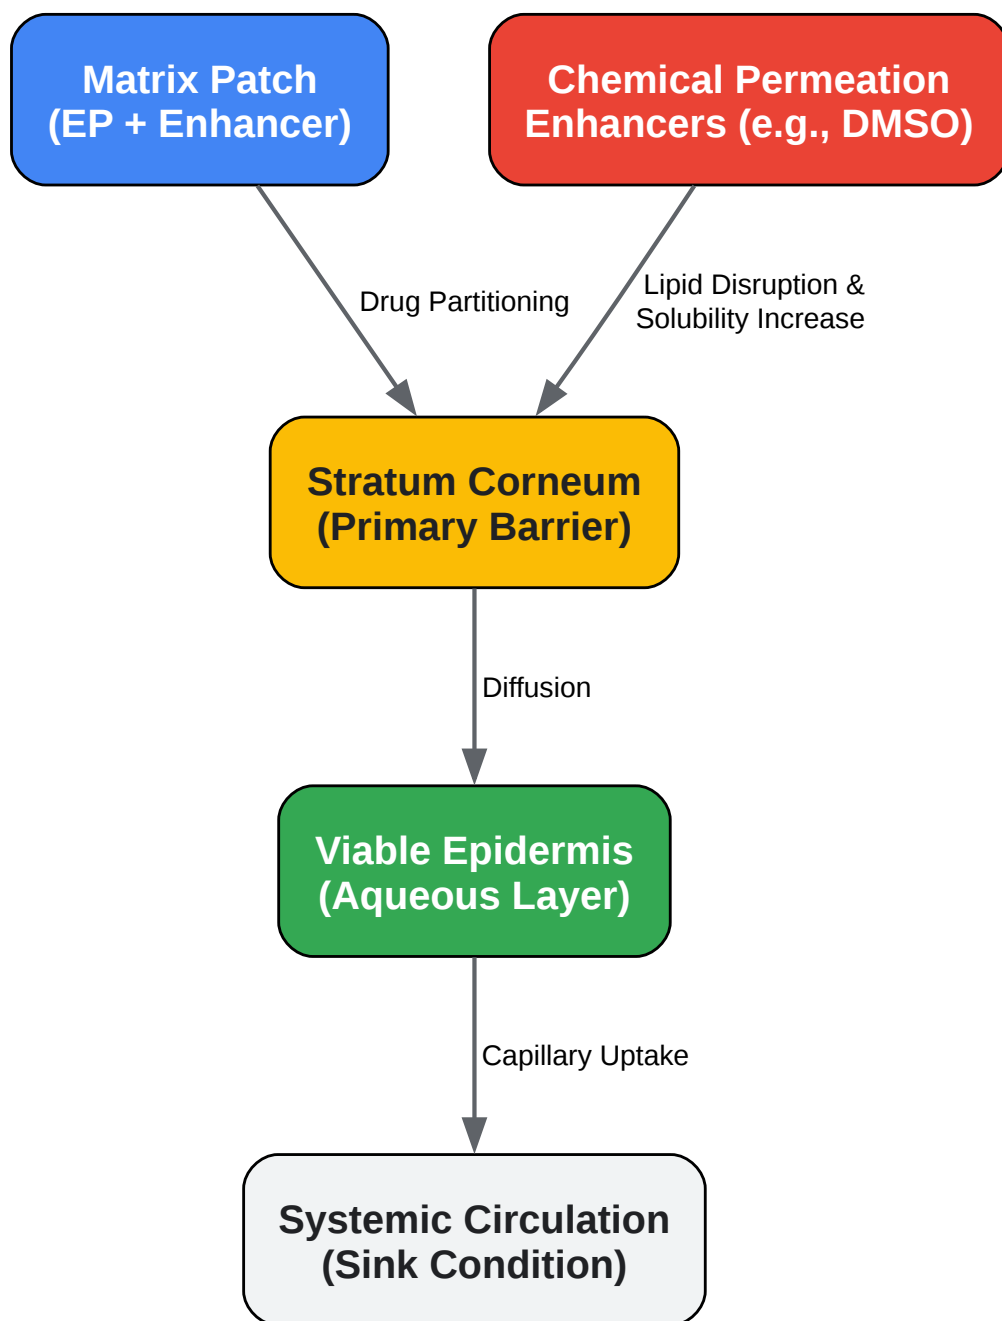 Matrix Patch
(EP + Enhancer)
Chemical Permeation
Enhancers (e.g., DMSO)
Drug Partitioning
Lipid Disruption &
Solubility Increase
Stratum Corneum
(Primary Barrier)
Diffusion
Viable Epidermis
(Aqueous Layer)
Capillary Uptake
Systemic Circulation
(Sink Condition)